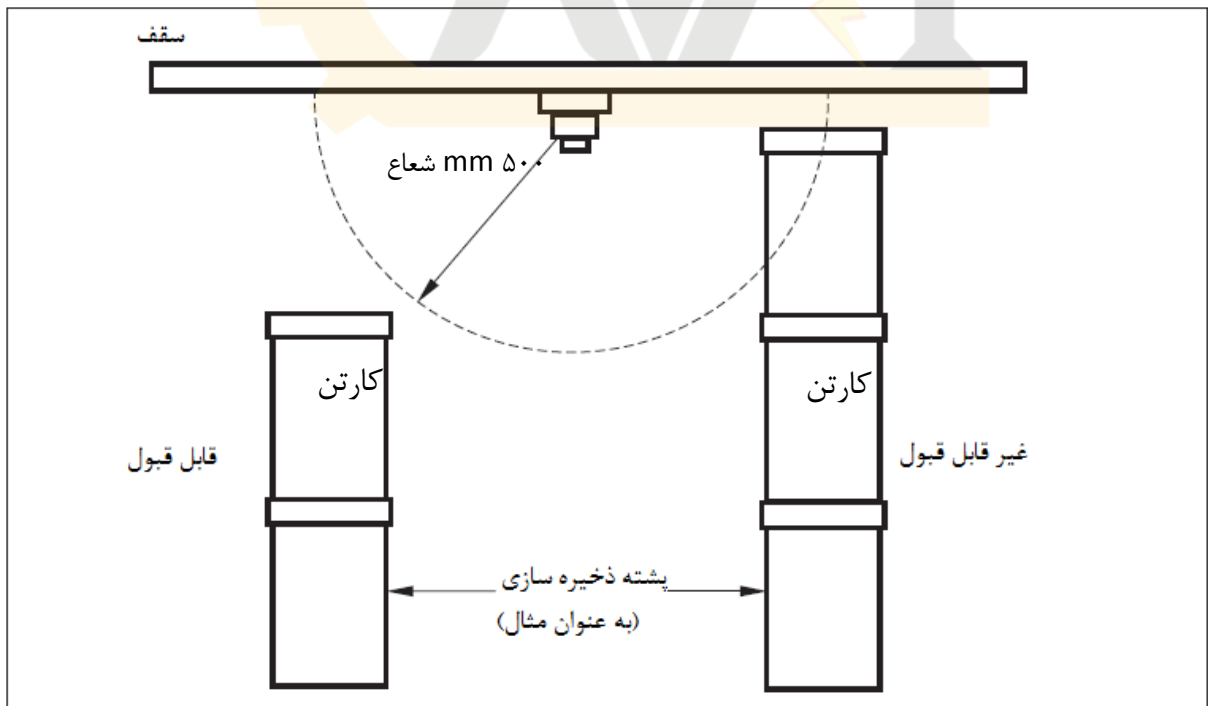 سقف
شعاع mm ۵۰۰
کارتن
کارتن
قابل قبول
غیر قابل قبول
پشته ذخیره سازی
(به عنوان مثال)